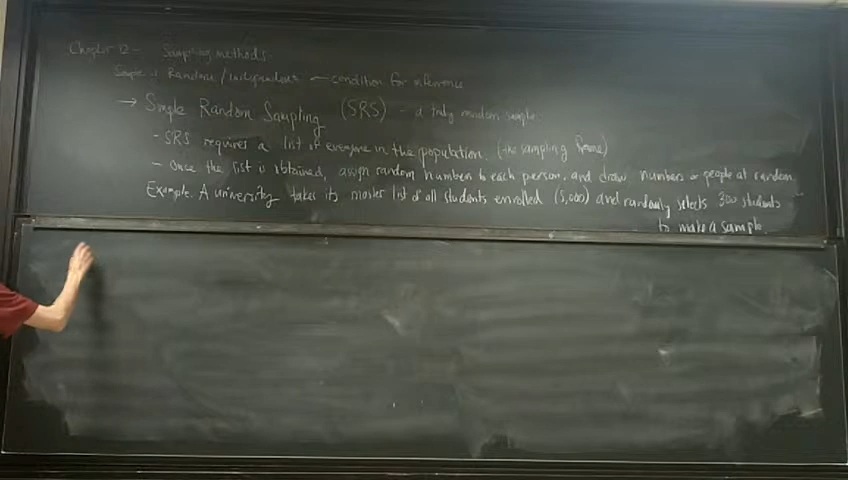 Chapter 12 - Sampling methods.
Simple Random/independent — condition for inference
→ Simple Random Sampling (SRS) - a truly random sample.
- SRS requires a list of everyone in the population. (the sampling frame)
- Once the list is obtained, assign random numbers to each person, and draw numbers or people at random.
Example. A university takes its master list of all students enrolled (5,000) and randomly selects 300 students
to make a sample.